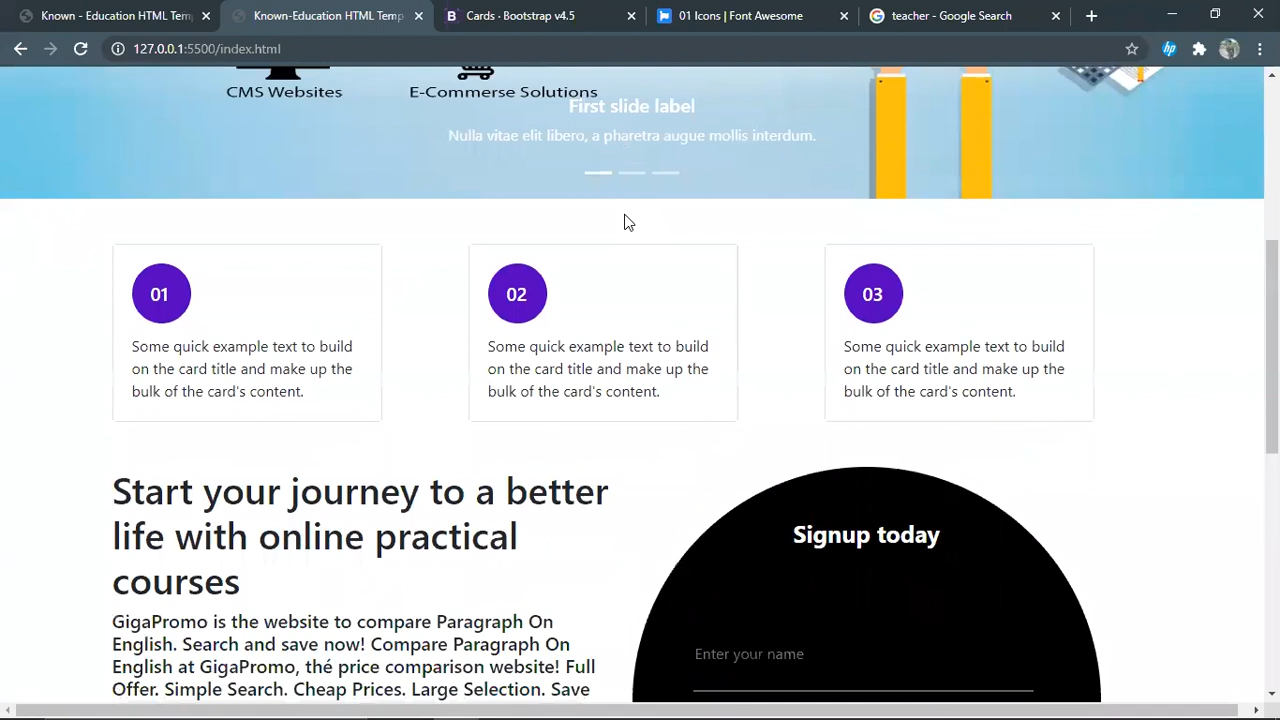 Known - Education HTML Temp
Known-Education HTML Temp
Cards · Bootstrap v4.5
01 Icons | Font Awesome
teacher - Google Search
127.0.0.1:5500/index.html
CMS Websites
E-Commerse Solutions
First slide label
Nulla vitae elit libero, a pharetra augue mollis interdum.
01
Some quick example text to build
on the card title and make up the
bulk of the card's content.
02
Some quick example text to build
on the card title and make up the
bulk of the card's content.
03
Some quick example text to build
on the card title and make up the
bulk of the card's content.
Start your journey to a better
life with online practical
courses
GigaPromo is the website to compare Paragraph On
English. Search and save now! Compare Paragraph On
English at GigaPromo, thé price comparison website! Full
Offer. Simple Search. Cheap Prices. Large Selection. Save
Signup today
Enter your name